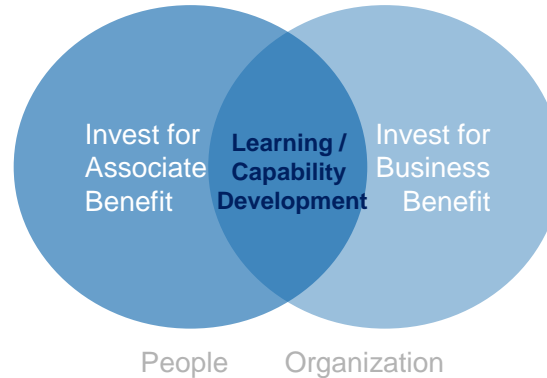 Invest for
Associate
Benefit
Learning /
Capability
Development
Invest for
Business
Benefit
People
Organization